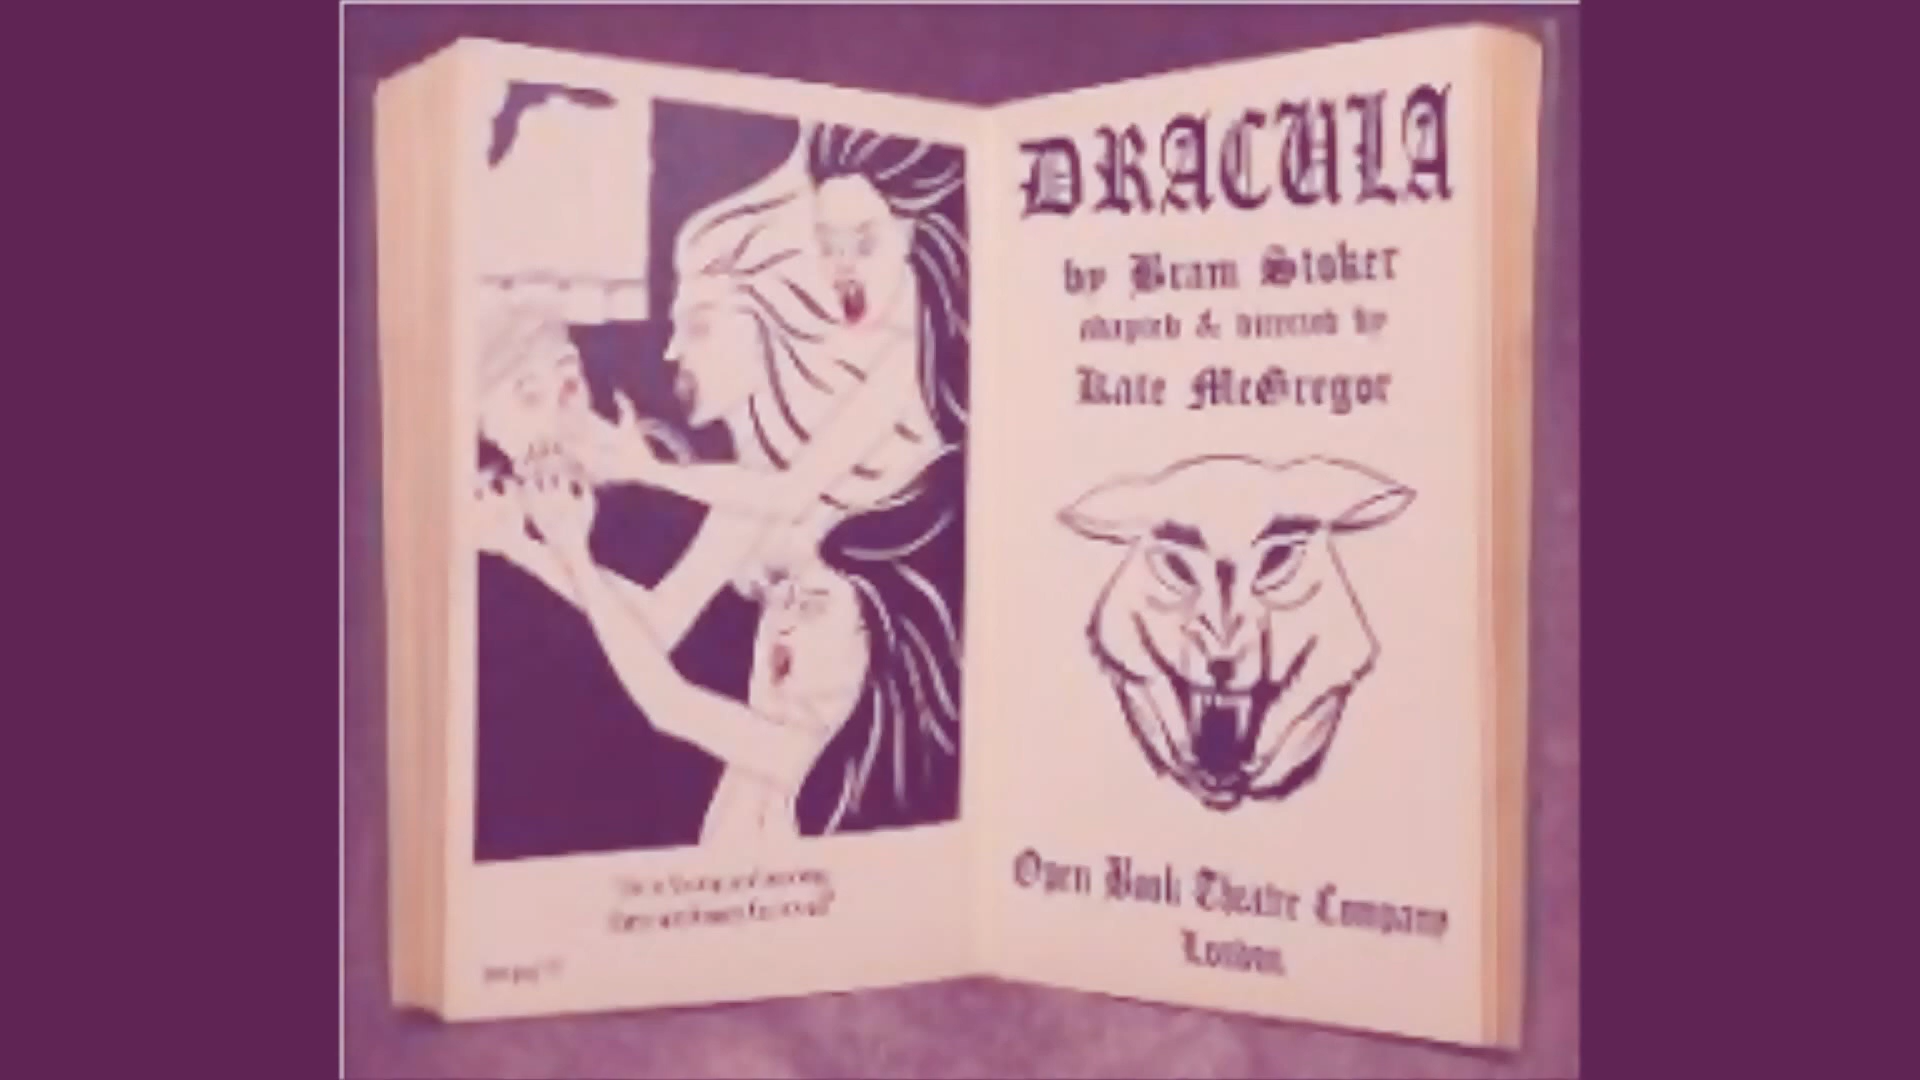 DRACULA
by Bram Stoker
adapted & directed by
Kate McGregor
Open Book Theatre Company
London